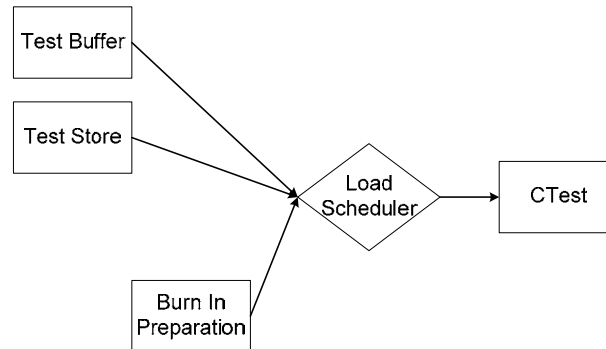 Test Buffer
Test Store
Load
Scheduler
CTest
Burn In
Preparation